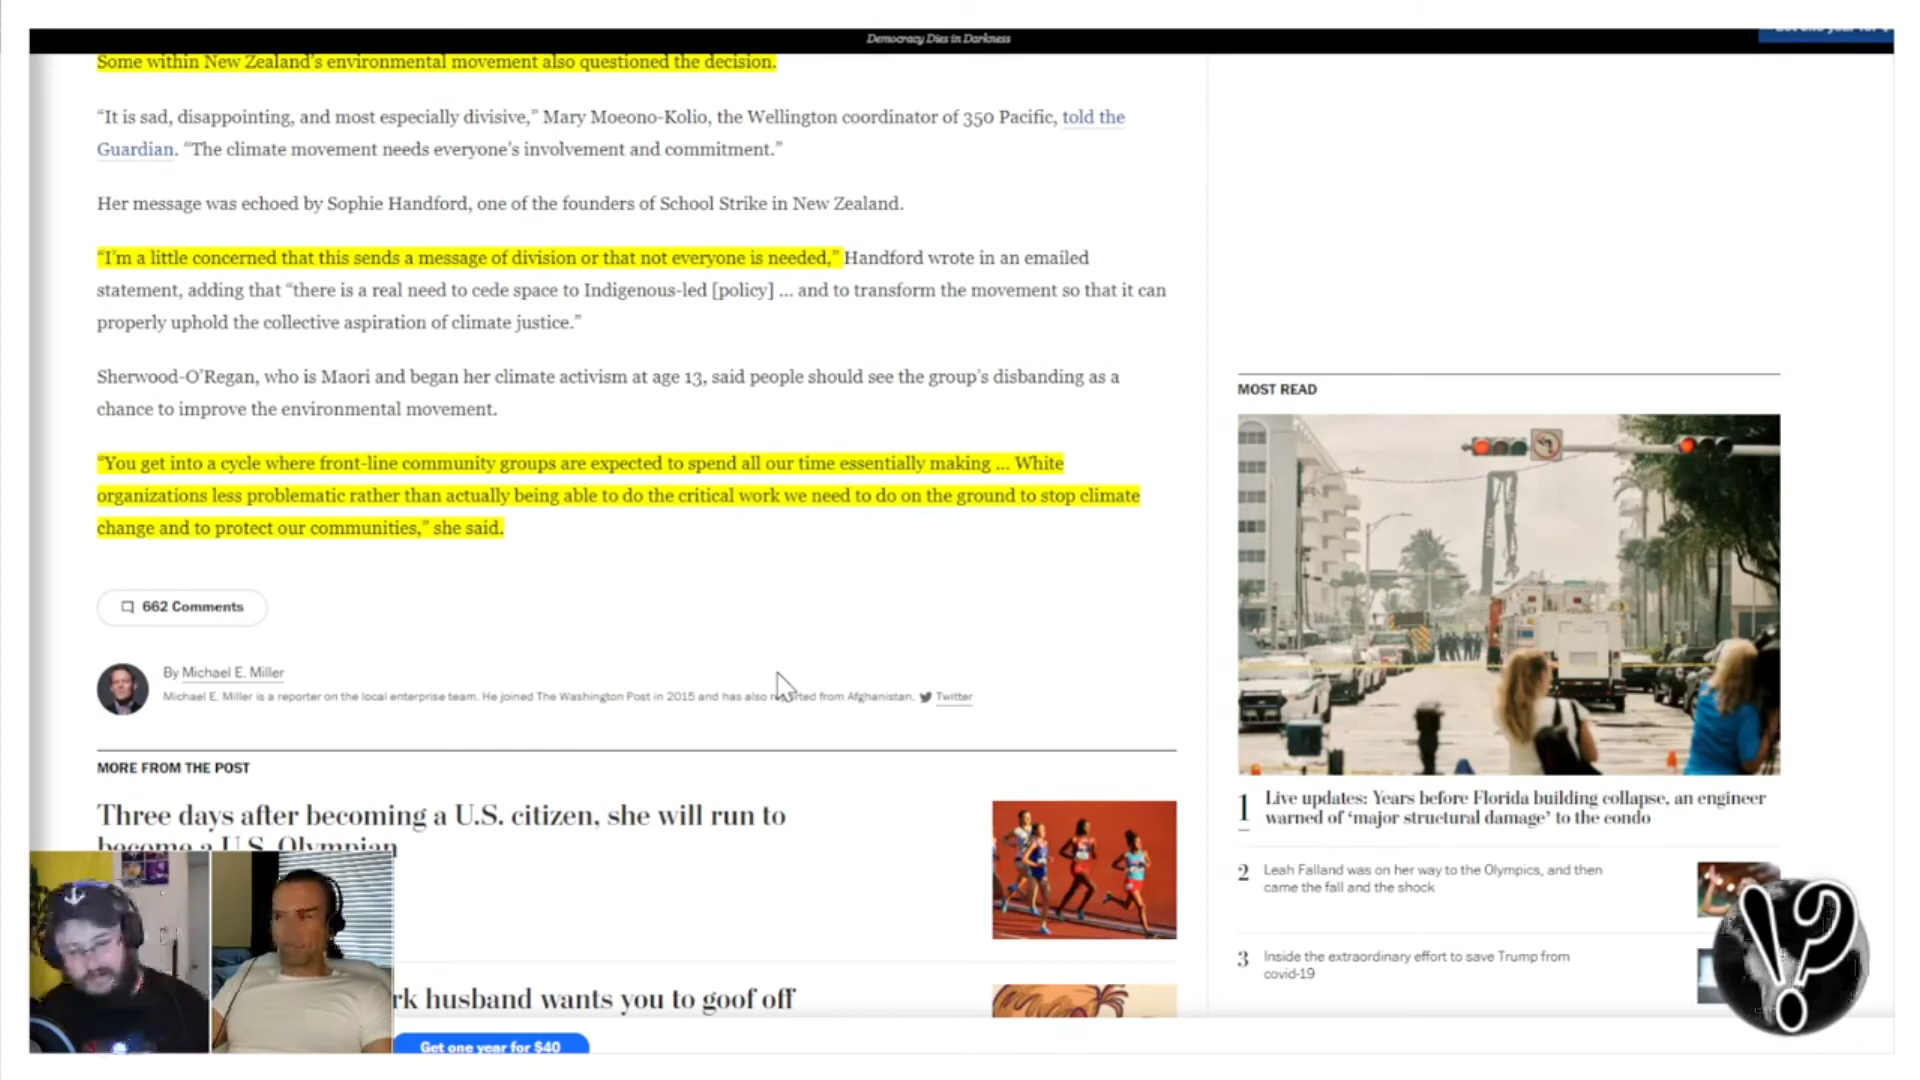 Democracy Dies in Darkness
Some within New Zealand's environmental movement also questioned the decision.
“It is sad, disappointing, and most especially divisive,” Mary Moeono-Kolio, the Wellington coordinator of 350 Pacific, told the
Guardian. “The climate movement needs everyone's involvement and commitment.”
Her message was echoed by Sophie Handford, one of the founders of School Strike in New Zealand.
“I'm a little concerned that this sends a message of division or that not everyone is needed,” Handford wrote in an emailed
statement, adding that “there is a real need to cede space to Indigenous-led [policy] ... and to transform the movement so that it can
properly uphold the collective aspiration of climate justice.”
Sherwood-O'Regan, who is Maori and began her climate activism at age 13, said people should see the group's disbanding as a
chance to improve the environmental movement.
“You get into a cycle where front-line community groups are expected to spend all our time essentially making ... White
organizations less problematic rather than actually being able to do the critical work we need to do on the ground to stop climate
change and to protect our communities,” she said.
662 Comments
By Michael E. Miller
Michael E. Miller is a reporter on the local enterprise team. He joined The Washington Post in 2015 and has also from Afghanistan. Twitter
MORE FROM THE POST
Three days after becoming a U.S. citizen, she will run to
become a U.S. Olympian
husband wants you to goof off
Get one year for $40
MOST READ
1 Live updates: Years before Florida building collapse, an engineer
warned of ‘major structural damage’ to the condo
2 Leah Falland was on her way to the Olympics, and then
came the fall and the shock
3 Inside the extraordinary effort to save Trump from
covid-19
!?